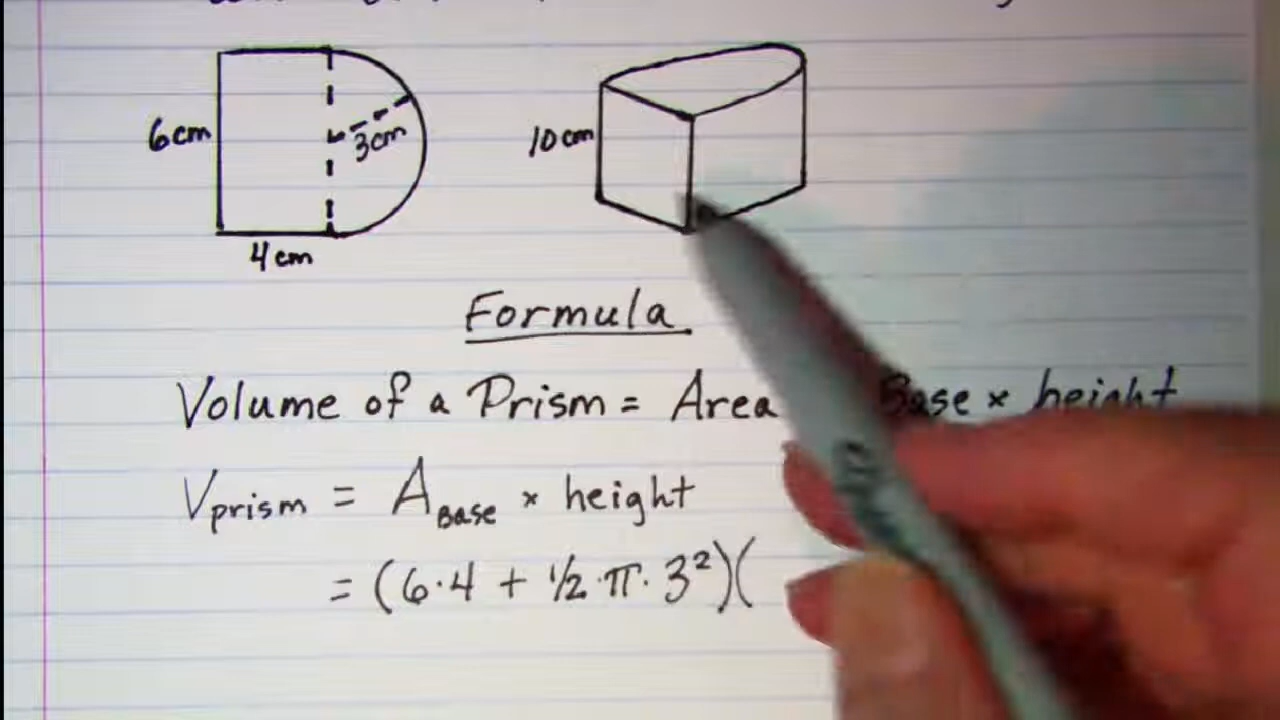 6cm
3cm
10cm
4cm
Formula
Volume of a Prism = Area Base × height
Vprism = ABase × height
= (6·4 + ½·π·3²)(